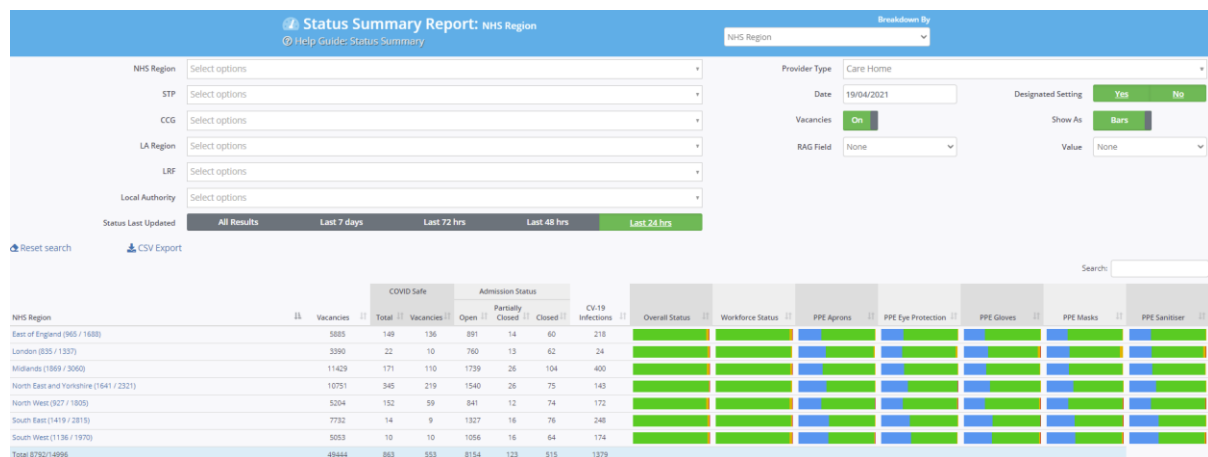 Status Summary Report: NHS Region
Help Guide: Status Summary
Breakdown By
NHS Region
NHS Region Select options
STP Select options
CCG Select options
LA Region Select options
LRF Select options
Local Authority Select options
Status Last Updated All Results Last 7 days Last 72 hrs Last 48 hrs Last 24 hrs
Provider Type Care Home
Date 19/04/2021 Designated Setting Yes No
Vacancies On Show As Bars
RAG Field None Value None
Reset search CSV Export
Search:
COVID Safe Admission Status
NHS Region Vacancies Total Vacancies Open Partially Closed Closed CV-19 Infections Overall Status Workforce Status PPE Aprons PPE Eye Protection PPE Gloves PPE Masks PPE Sanitiser
East of England (965 / 1688) 5885 149 136 891 14 60 218
London (835 / 1337) 3390 22 10 760 13 62 24
Midlands (1869 / 3060) 11429 171 110 1739 26 104 400
North East and Yorkshire (1641 / 2321) 10751 345 219 1540 26 75 143
North West (927 / 1805) 5204 152 59 841 12 74 172
South East (1419 / 2815) 7732 14 9 1327 16 76 248
South West (1136 / 1970) 5053 10 10 1056 16 64 174
Total 8792/14996 49444 863 553 8154 123 515 1379